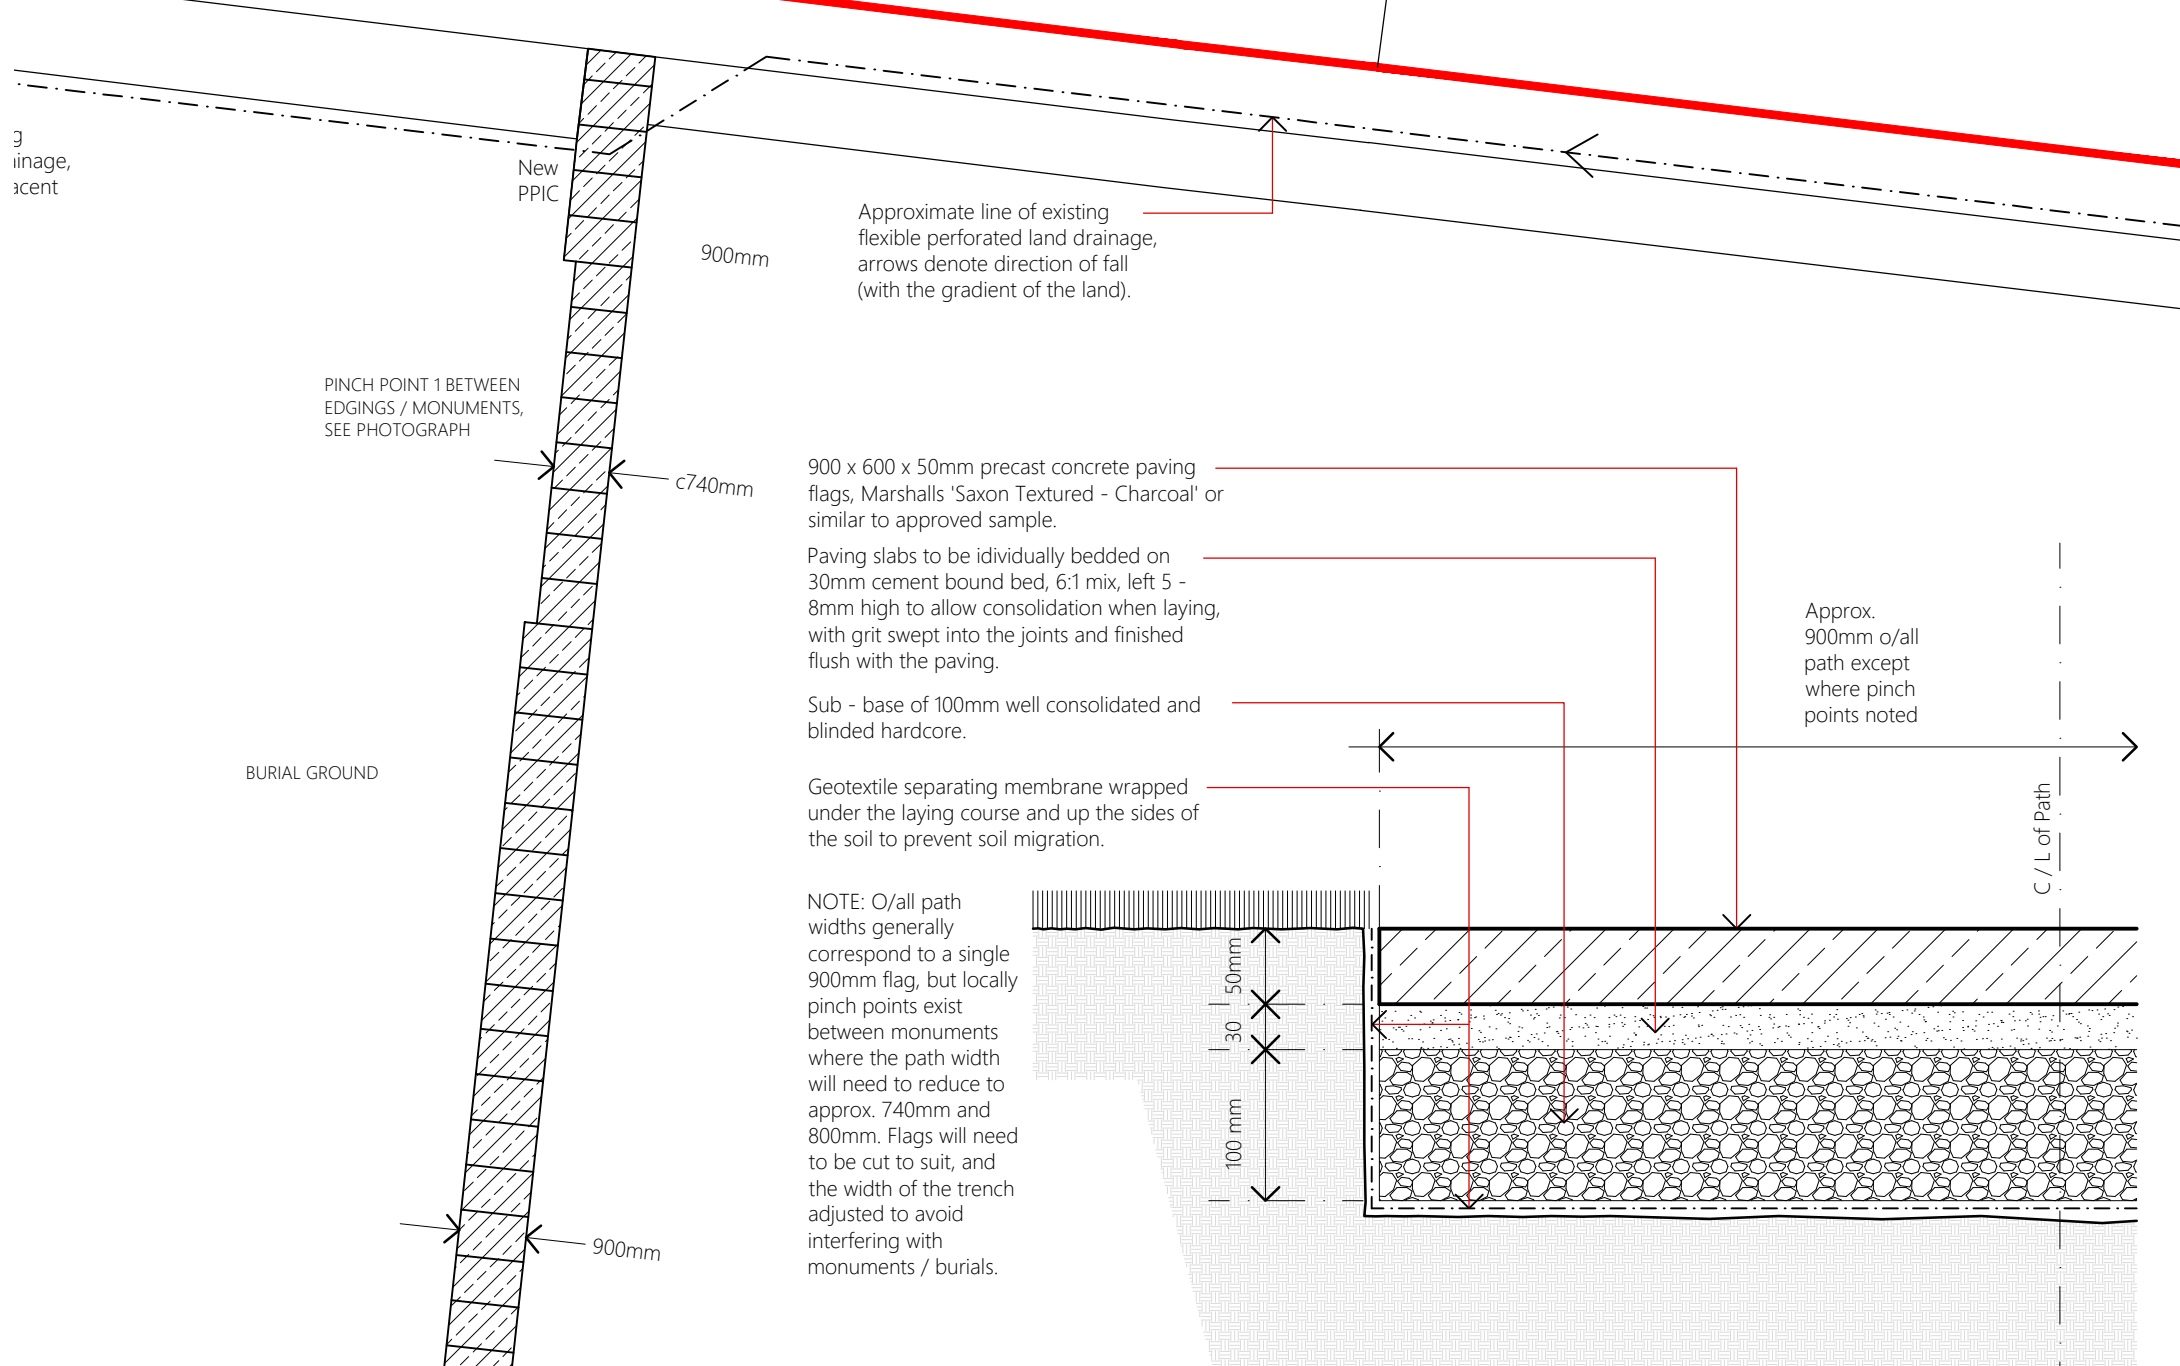 New
PPIC
900mm
Approximate line of existing
flexible perforated land drainage,
arrows denote direction of fall
(with the gradient of the land).
PINCH POINT 1 BETWEEN
EDGINGS / MONUMENTS,
SEE PHOTOGRAPH
c740mm
900 x 600 x 50mm precast concrete paving
flags, Marshalls 'Saxon Textured - Charcoal' or
similar to approved sample.
Paving slabs to be idividually bedded on
30mm cement bound bed, 6:1 mix, left 5 -
8mm high to allow consolidation when laying,
with grit swept into the joints and finished
flush with the paving.
Sub - base of 100mm well consolidated and
blinded hardcore.
Geotextile separating membrane wrapped
under the laying course and up the sides of
the soil to prevent soil migration.
Approx.
900mm o/all
path except
where pinch
points noted
C / L of Path
BURIAL GROUND
NOTE: O/all path
widths generally
correspond to a single
900mm flag, but locally
pinch points exist
between monuments
where the path width
will need to reduce to
approx. 740mm and
800mm. Flags will need
to be cut to suit, and
the width of the trench
adjusted to avoid
interfering with
monuments / burials.
50mm
30
100 mm
900mm